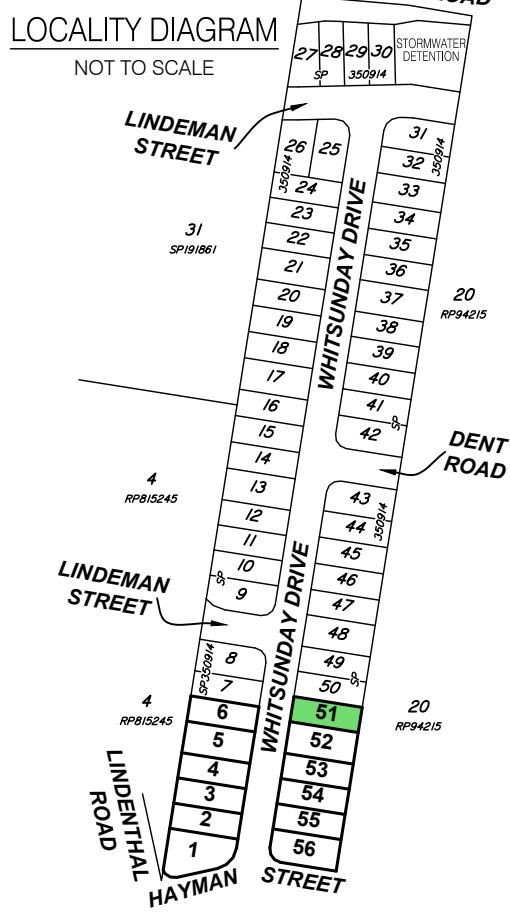 ROAD
LOCALITY DIAGRAM
NOT TO SCALE
27 28 29 30
SP 350914
STORMWATER
DETENTION
LINDEMAN
STREET
26 25
350914
24
23
22
21
20
19
18
17
16
15
14
13
12
11
10
SP
9
31
SP191861
WHITSUNDAY DRIVE
31
32
350914
33
34
35
36
37
38
39
40
41
SP
42
20
RP94215
DENT
ROAD
4
RP815245
43
44
350914
45
46
47
48
49
SP
50
LINDEMAN
STREET
WHITSUNDAY DRIVE
8
SP350914
7
6
5
4
3
2
1
4
RP815245
51
52
53
54
55
56
20
RP94215
LINDENTHAL
ROAD
HAYMAN STREET